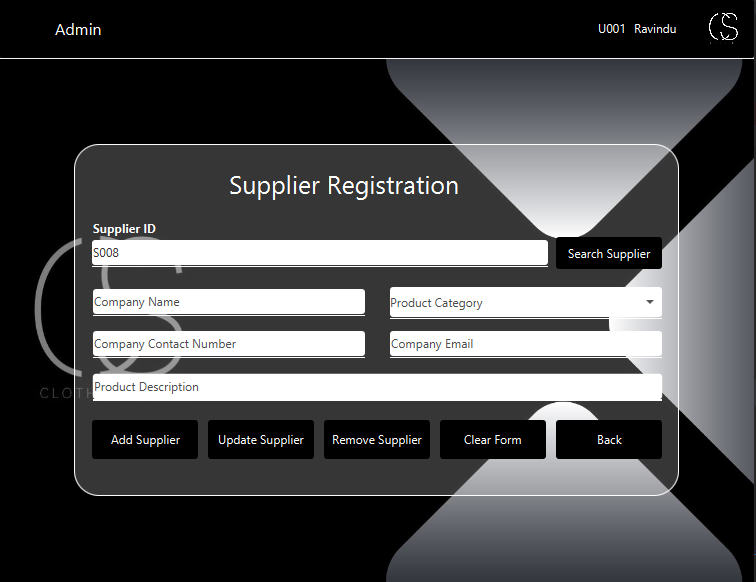 Admin
U001 Ravindu
CS
Supplier Registration
Supplier ID
S008
Search Supplier
Company Name
Product Category
Company Contact Number
Company Email
CLOTH
Product Description
Add Supplier
Update Supplier
Remove Supplier
Clear Form
Back